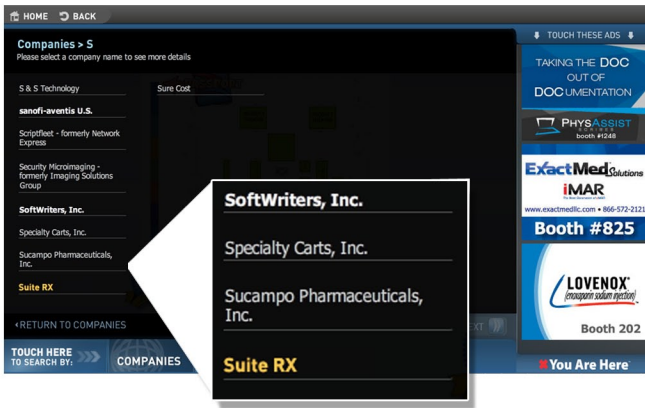 HOME BACK
Companies > S
Please select a company name to see more details
S & S Technology
sanofi-aventis U.S.
Scriptfleet - formerly Network
Express
Security Microimaging -
formerly Imaging Solutions
Group
SoftWriters, Inc.
Specialty Carts, Inc.
Sucampo Pharmaceuticals,
Inc.
Suite RX
Sure Cost
RETURN TO COMPANIES
TOUCH HERE
TO SEARCH BY:
COMPANIES
SoftWriters, Inc.
Specialty Carts, Inc.
Sucampo Pharmaceuticals,
Inc.
Suite RX
TOUCH THESE ADS
TAKING THE DOC
OUT OF
DOCUMENTATION
PHYSASSIST
SCRIBES
booth #1248
ExactMed Solutions
iMAR
www.exactmedllc.com • 866-572-2121
Booth #825
LOVENOX
(enoxaparin sodium injection)
Booth 202
You Are Here